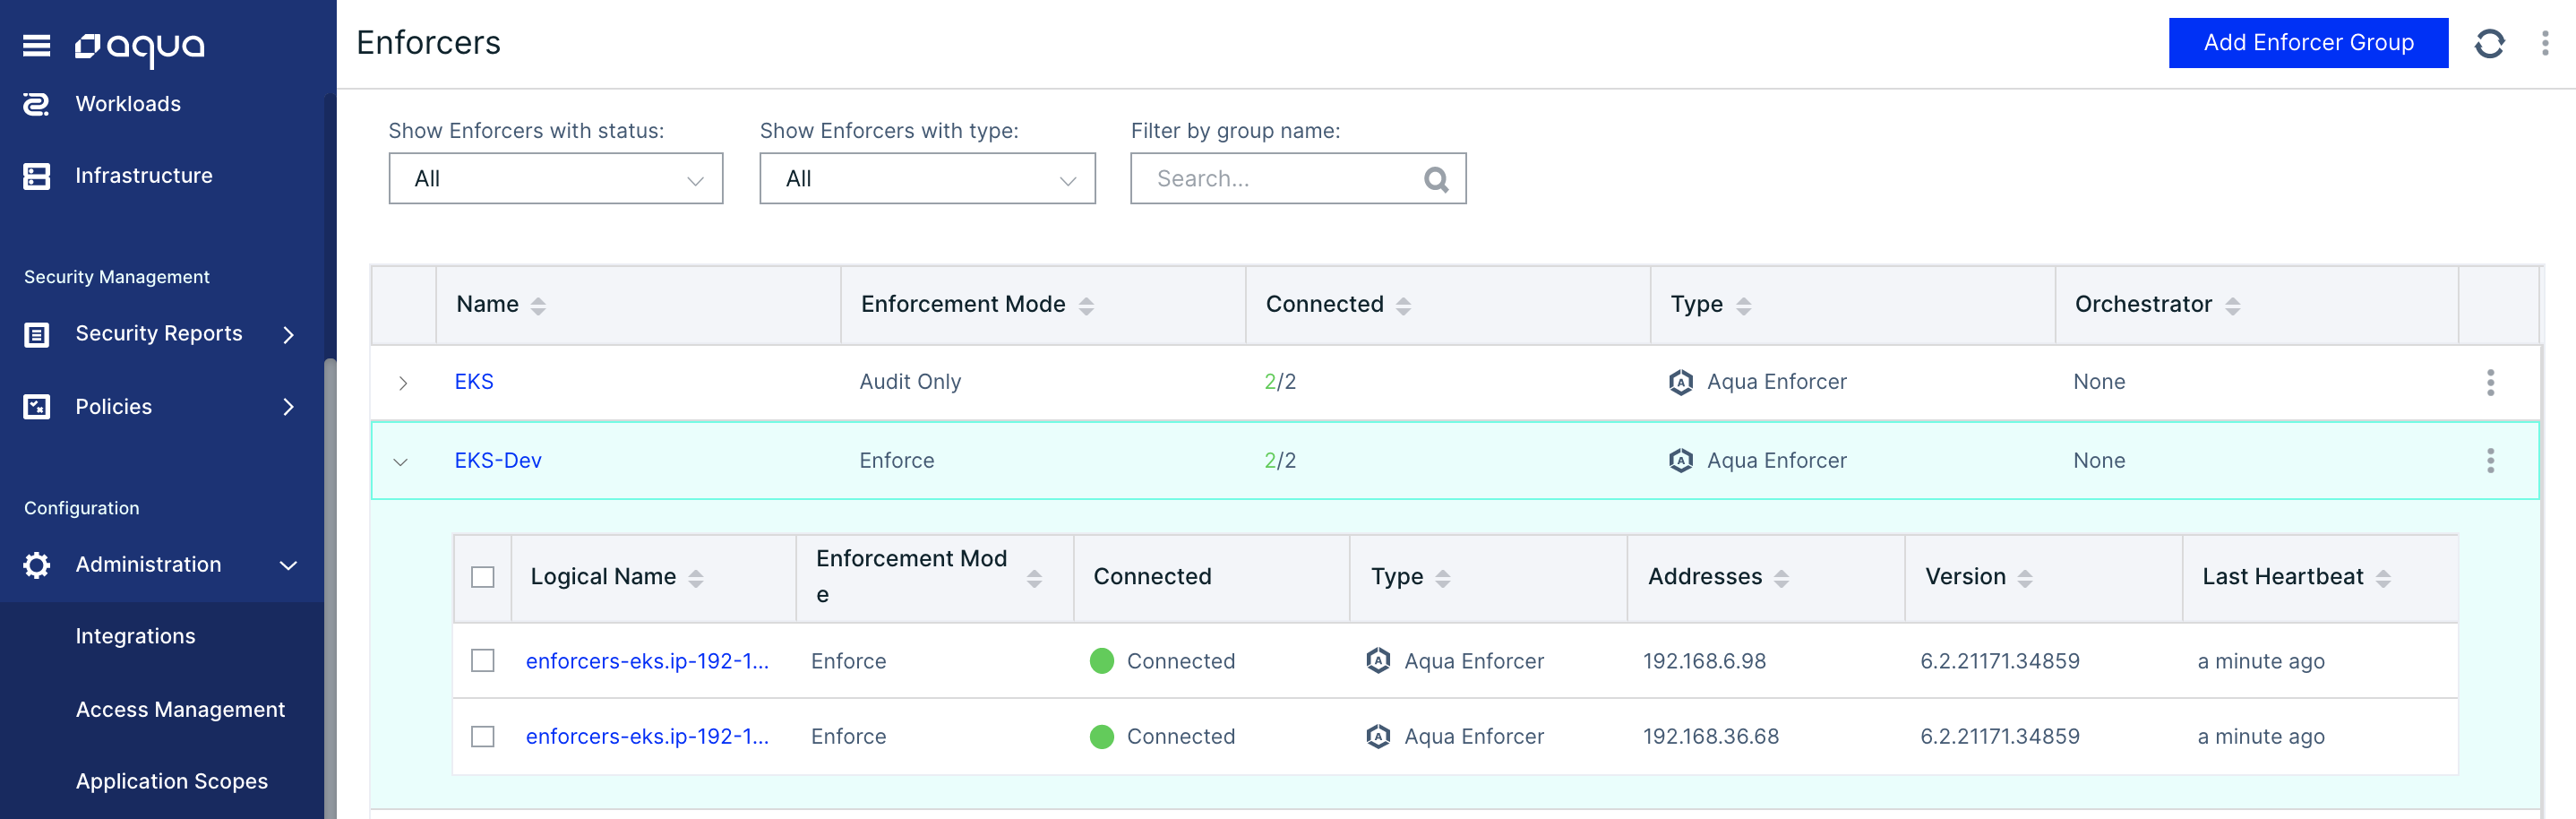 aqua
Enforcers
Add Enforcer Group
Workloads
Infrastructure
Security Management
Security Reports
Policies
Configuration
Administration
Integrations
Access Management
Application Scopes
Show Enforcers with status:
Show Enforcers with type:
Filter by group name:
All
All
Search...
Name
Enforcement Mode
Connected
Type
Orchestrator
EKS
Audit Only
2/2
Aqua Enforcer
None
EKS-Dev
Enforce
2/2
Aqua Enforcer
None
Logical Name
Enforcement Mod
e
Connected
Type
Addresses
Version
Last Heartbeat
enforcers-eks.ip-192-1...
Enforce
Connected
Aqua Enforcer
192.168.6.98
6.2.21171.34859
a minute ago
enforcers-eks.ip-192-1...
Enforce
Connected
Aqua Enforcer
192.168.36.68
6.2.21171.34859
a minute ago